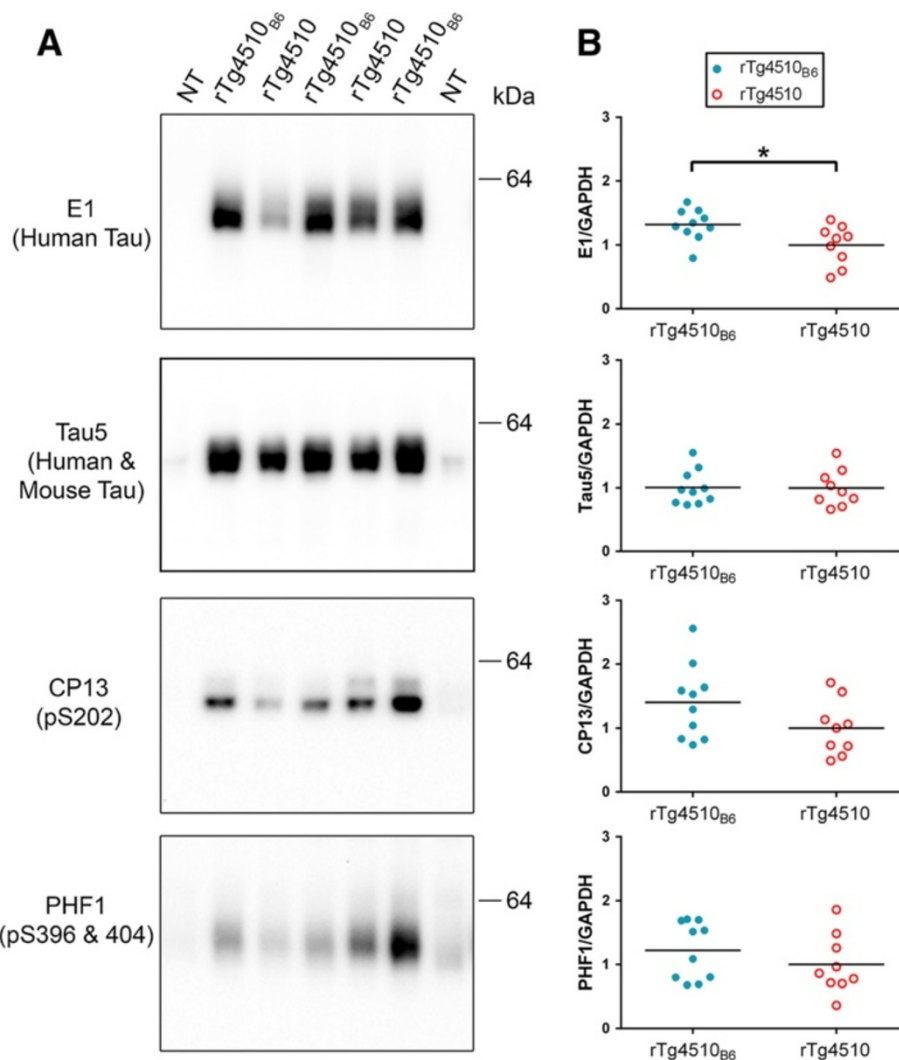 A
NT
rTg4510B6
rTg4510
rTg4510B6
rTg4510
rTg4510B6
NT
kDa
E1
(Human Tau)
64
Tau5
(Human &
Mouse Tau)
64
CP13
(pS202)
64
PHF1
(pS396 & 404)
64
B
rTg4510B6
rTg4510
E1/GAPDH
3
2
1
0
*
rTg4510B6 rTg4510
Tau5/GAPDH
3
2
1
0
rTg4510B6 rTg4510
CP13/GAPDH
3
2
1
0
rTg4510B6 rTg4510
PHF1/GAPDH
3
2
1
0
rTg4510B6 rTg4510